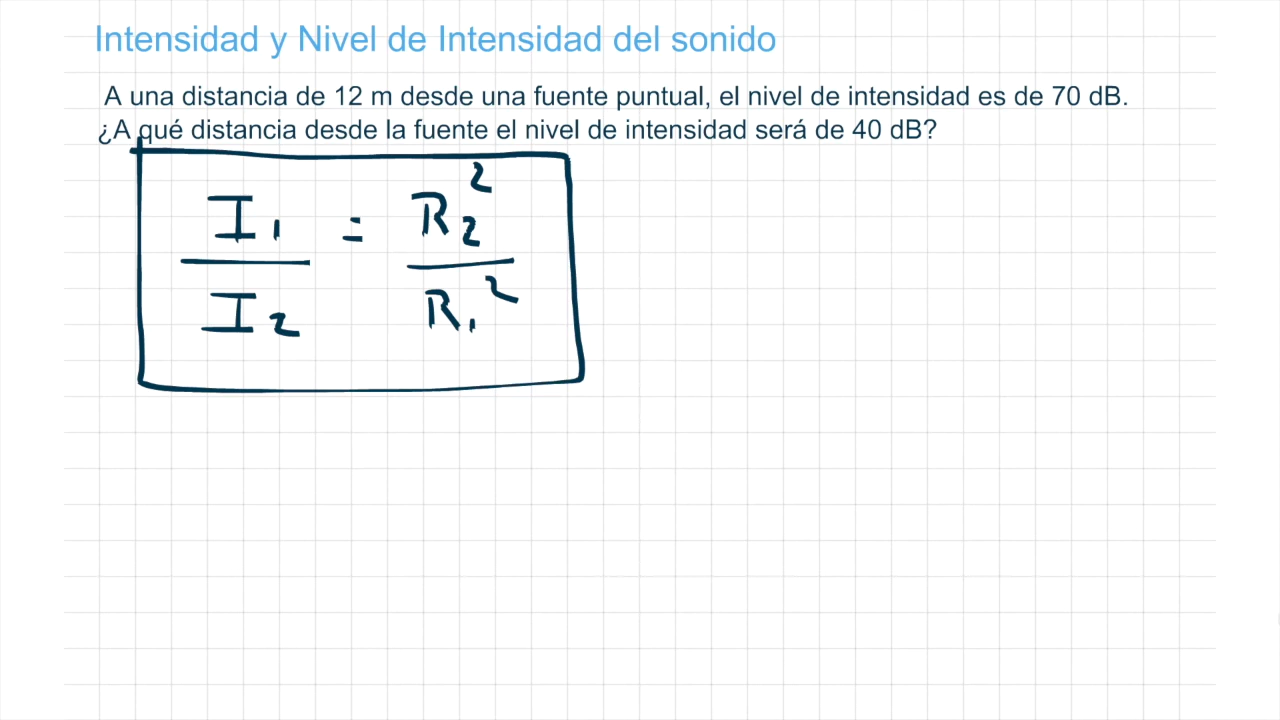 Intensidad y Nivel de Intensidad del sonido
A una distancia de 12 m desde una fuente puntual, el nivel de intensidad es de 70 dB.
¿A qué distancia desde la fuente el nivel de intensidad será de 40 dB?
I₁ / I₂ = R₂² / R₁²